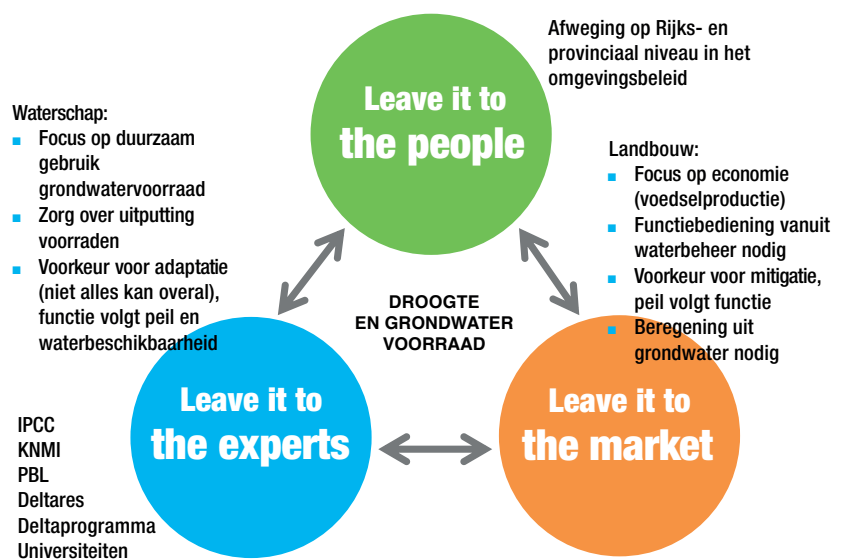 Afweging op Rijks- en
provinciaal niveau in het
omgevingsbeleid
Leave it to
the people
Waterschap:
▪ Focus op duurzaam
gebruik
grondwatervoorraad
▪ Zorg over uitputting
voorraden
▪ Voorkeur voor adaptatie
(niet alles kan overal),
functie volgt peil en
waterbeschikbaarheid
Landbouw:
▪ Focus op economie
(voedselproductie)
▪ Functiebediening vanuit
waterbeheer nodig
▪ Voorkeur voor mitigatie,
peil volgt functie
▪ Beregening uit
grondwater nodig
DROOGTE
EN GRONDWATER
VOORRAAD
Leave it to
the experts
Leave it to
the market
IPCC
KNMI
PBL
Deltares
Deltaprogramma
Universiteiten